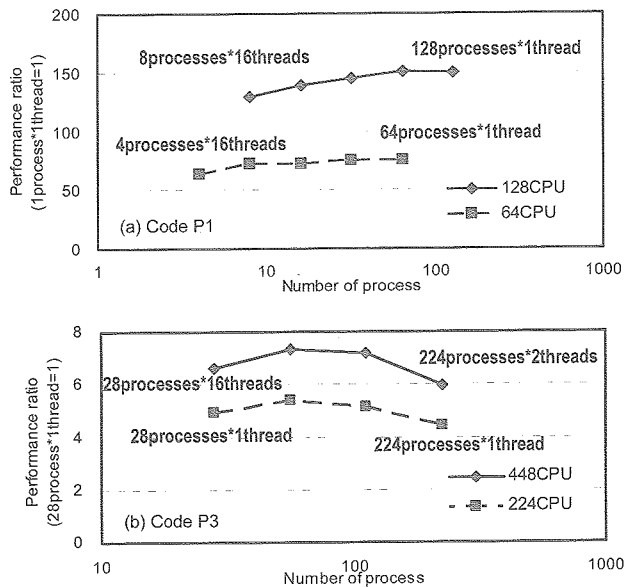 200
150
100
50
0
Performance ratio
(1process*1thread=1)
8processes*16threads
128processes*1thread
4processes*16threads
64processes*1thread
128CPU
64CPU
(a) Code P1
1
10
100
1000
Number of process
8
6
4
2
0
Performance ratio
(28process*1thread=1)
28processes*16threads
224processes*2threads
28processes*1thread
224processes*1thread
448CPU
224CPU
(b) Code P3
10
100
1000
Number of process